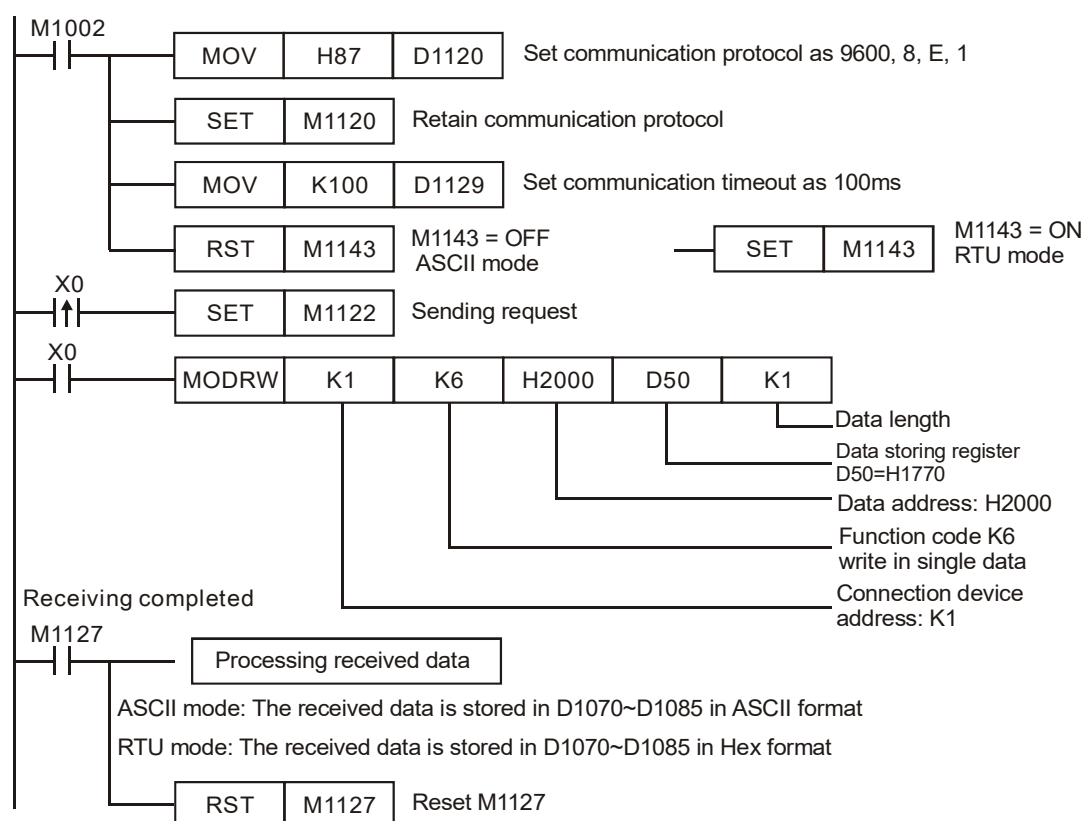 M1002
MOV H87 D1120 Set communication protocol as 9600, 8, E, 1
SET M1120 Retain communication protocol
MOV K100 D1129 Set communication timeout as 100ms
RST M1143 M1143 = OFF
ASCII mode
SET M1143 M1143 = ON
RTU mode
X0
SET M1122 Sending request
X0
MODRW K1 K6 H2000 D50 K1
Data length
Data storing register
D50=H1770
Data address: H2000
Function code K6
write in single data
Connection device
address: K1
Receiving completed
M1127
Processing received data
ASCII mode: The received data is stored in D1070~D1085 in ASCII format
RTU mode: The received data is stored in D1070~D1085 in Hex format
RST M1127 Reset M1127